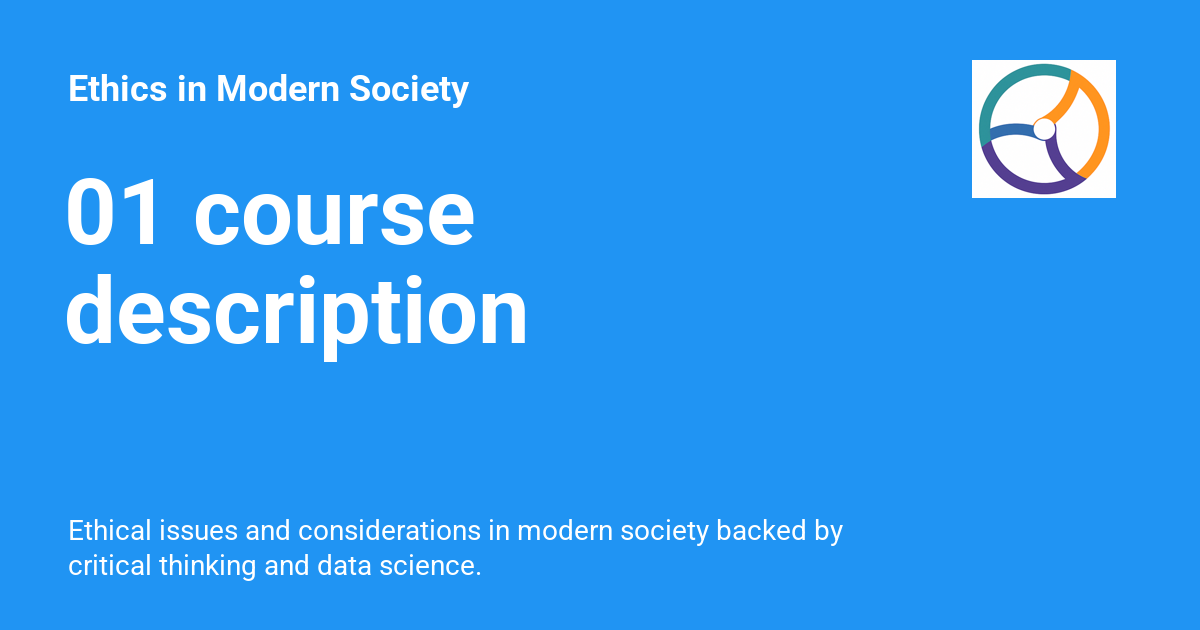 Ethics in Modern Society
01 course
description
Ethical issues and considerations in modern society backed by
critical thinking and data science.